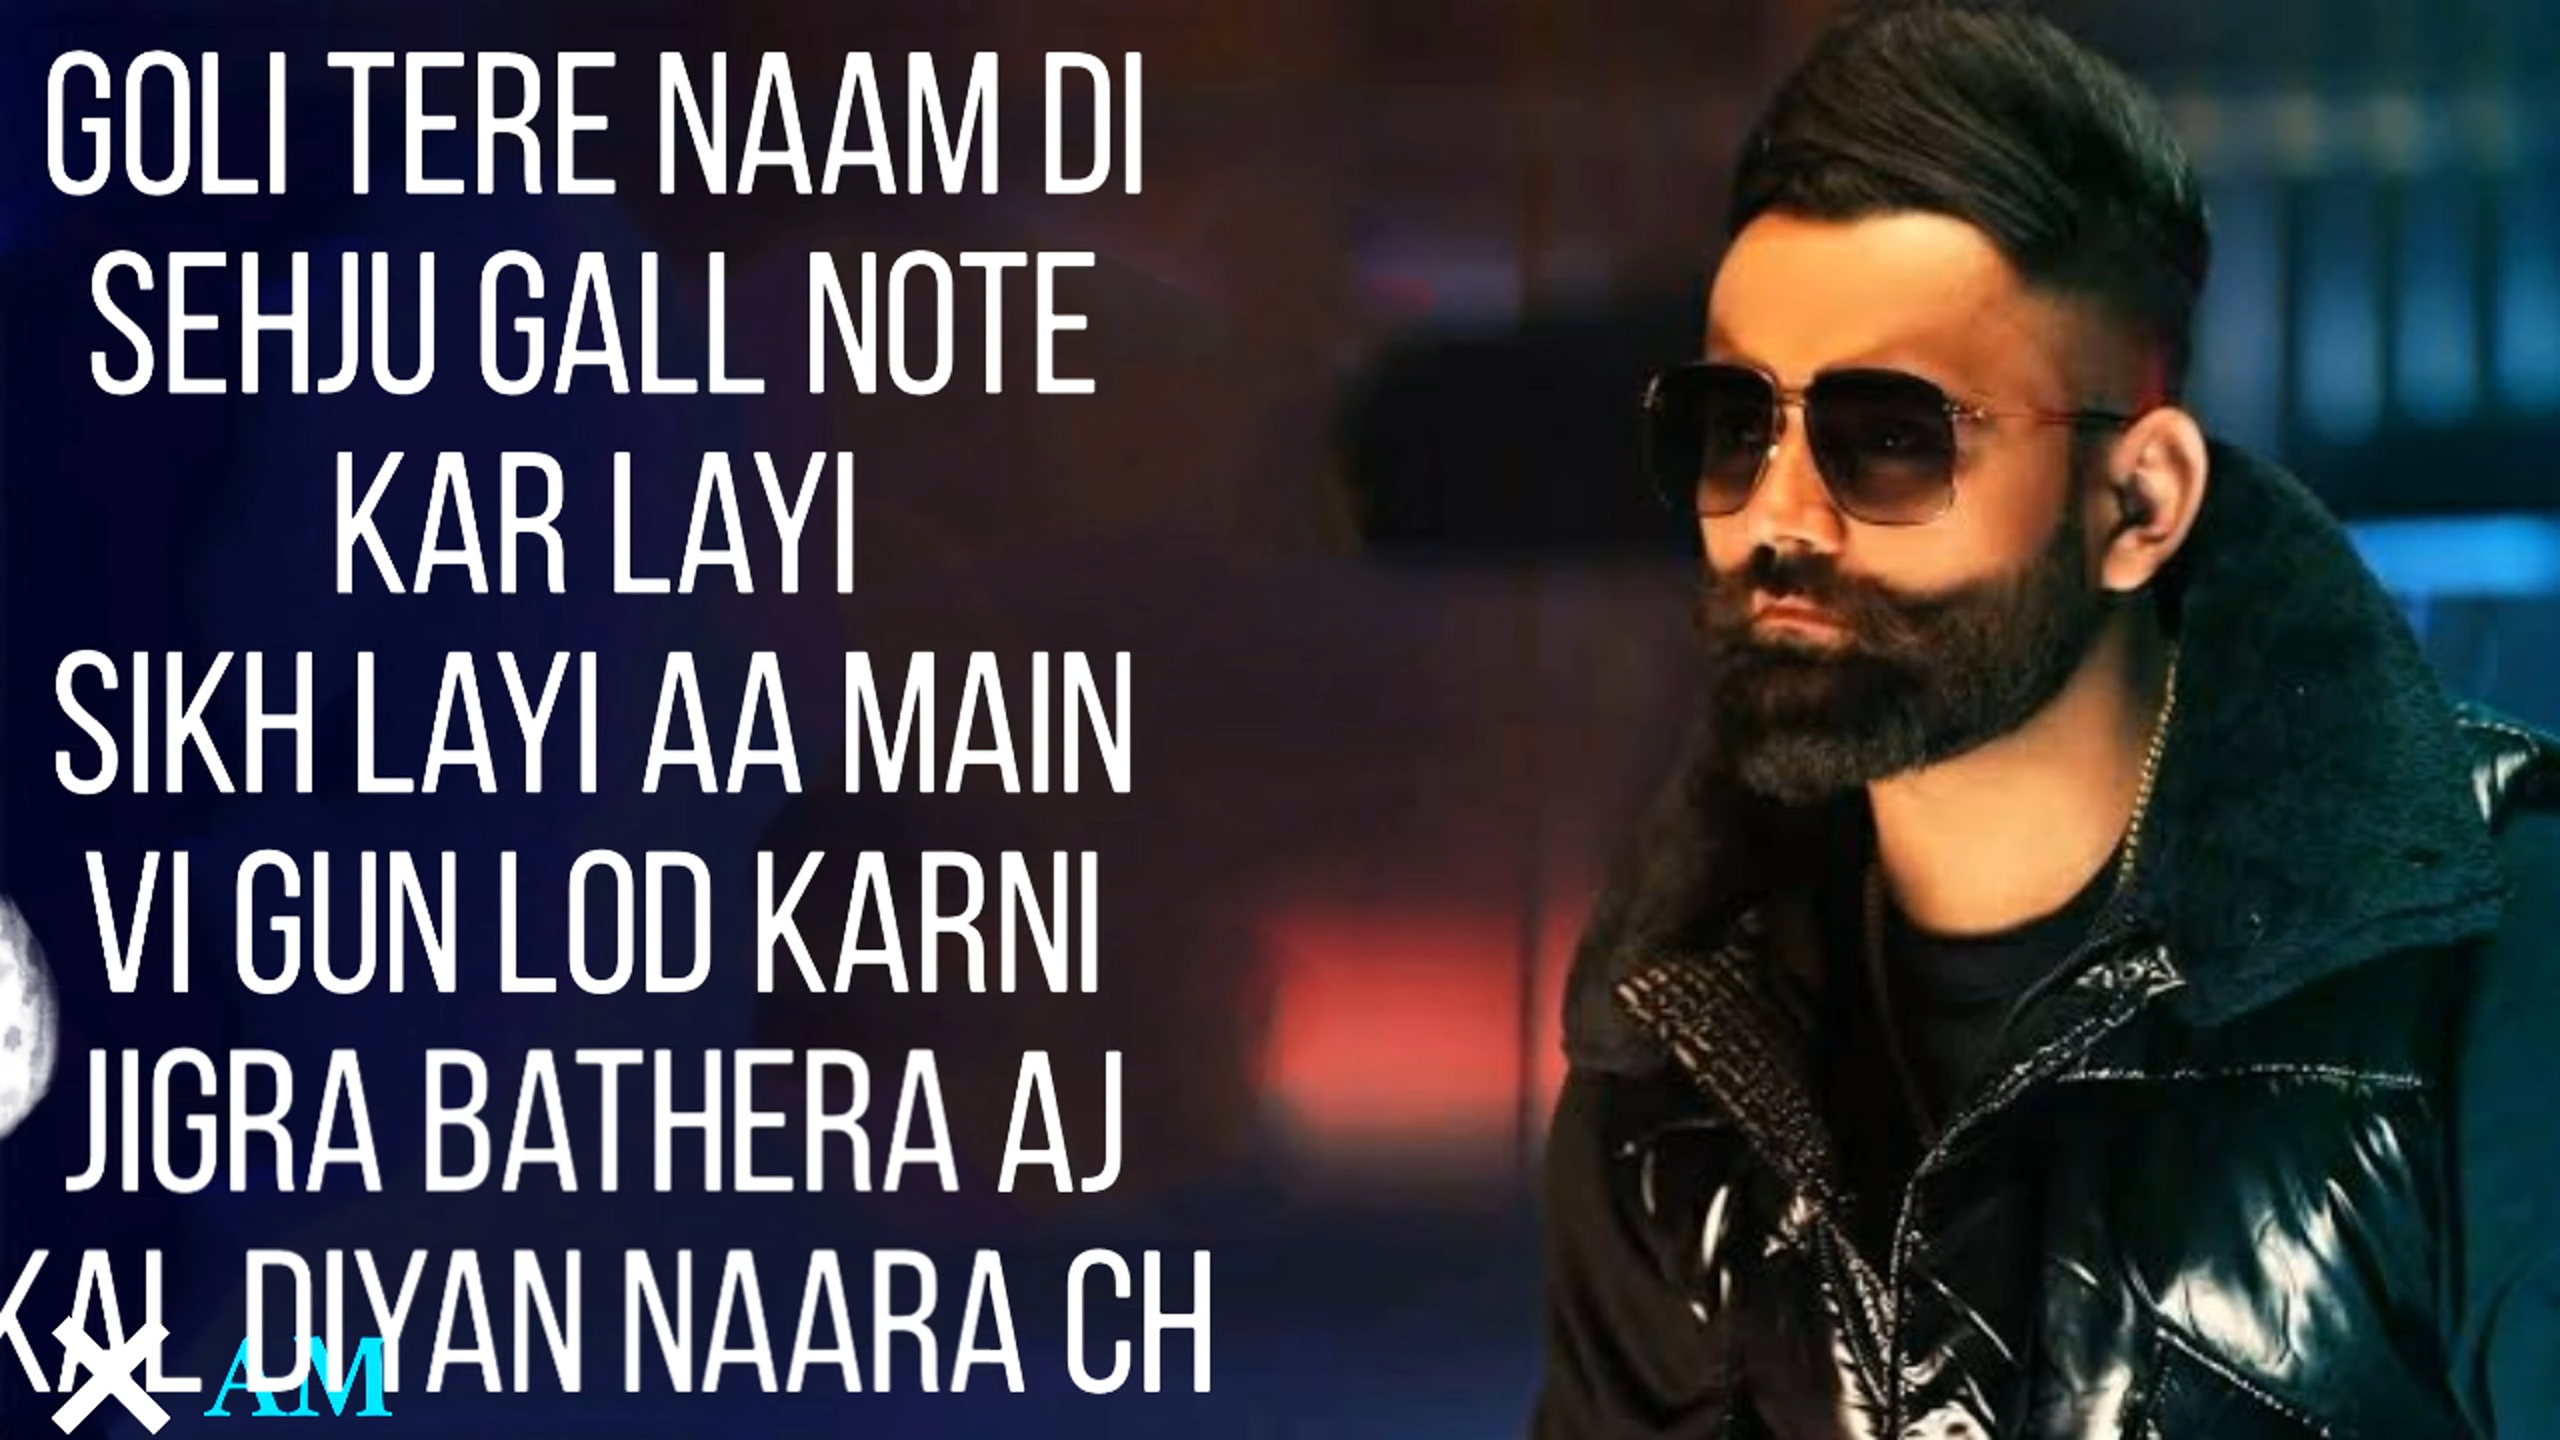 GOLI TERE NAAM DI
SEHJU GALL NOTE
KAR LAYI
SIKH LAYI AA MAIN
VI GUN LOD KARNI
JIGRA BATHERA AJ
KAL DIYAN NAARA CH
AM